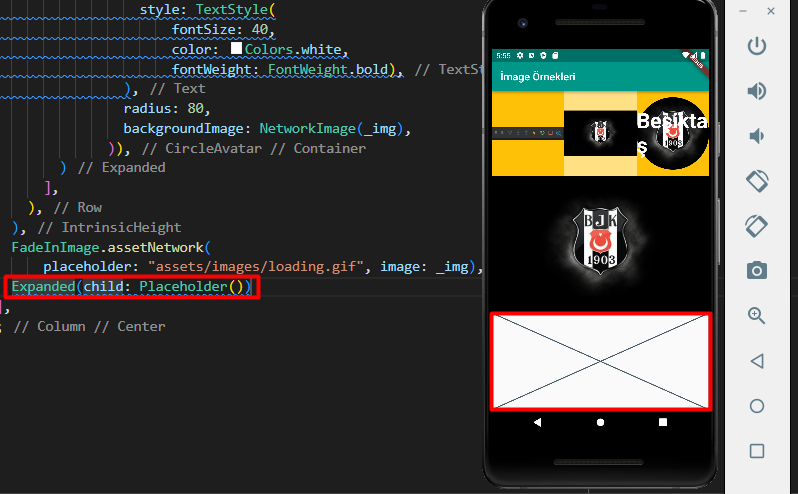 style: TextStyle(
fontSize: 40,
color: Colors.white,
fontWeight: FontWeight.bold), // TextSt
), // Text
radius: 80,
backgroundImage: NetworkImage(_img),
)), // CircleAvatar // Container
) // Expanded
],
), // Row
), // IntrinsicHeight
FadeInImage.assetNetwork(
placeholder: "assets/images/loading.gif", image: _img),
Expanded(child: Placeholder())
],
// Column // Center
5:55
İmage Örnekleri
Beşikta
ş
BJK
1903